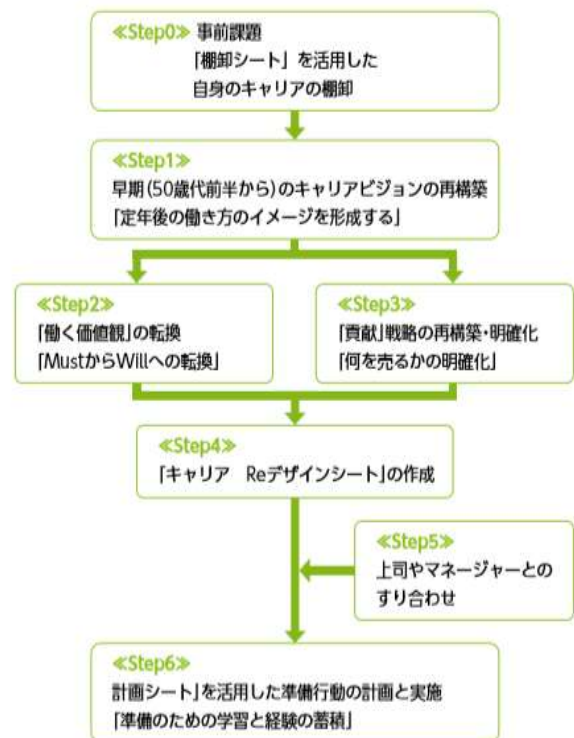 ≪Step0≫ 事前課題
「棚卸シート」を活用した
自身のキャリアの棚卸
≪Step1≫
早期(50歳代前半から)のキャリアビジョンの再構築
「定年後の働き方のイメージを形成する」
≪Step2≫
「働く価値観」の転換
「MustからWillへの転換」
≪Step3≫
「貢献」戦略の再構築・明確化
「何を売るかの明確化」
≪Step4≫
「キャリア　Reデザインシート」の作成
≪Step5≫
上司やマネージャーとの
すり合わせ
≪Step6≫
計画シート」を活用した準備行動の計画と実施
「準備のための学習と経験の蓄積」